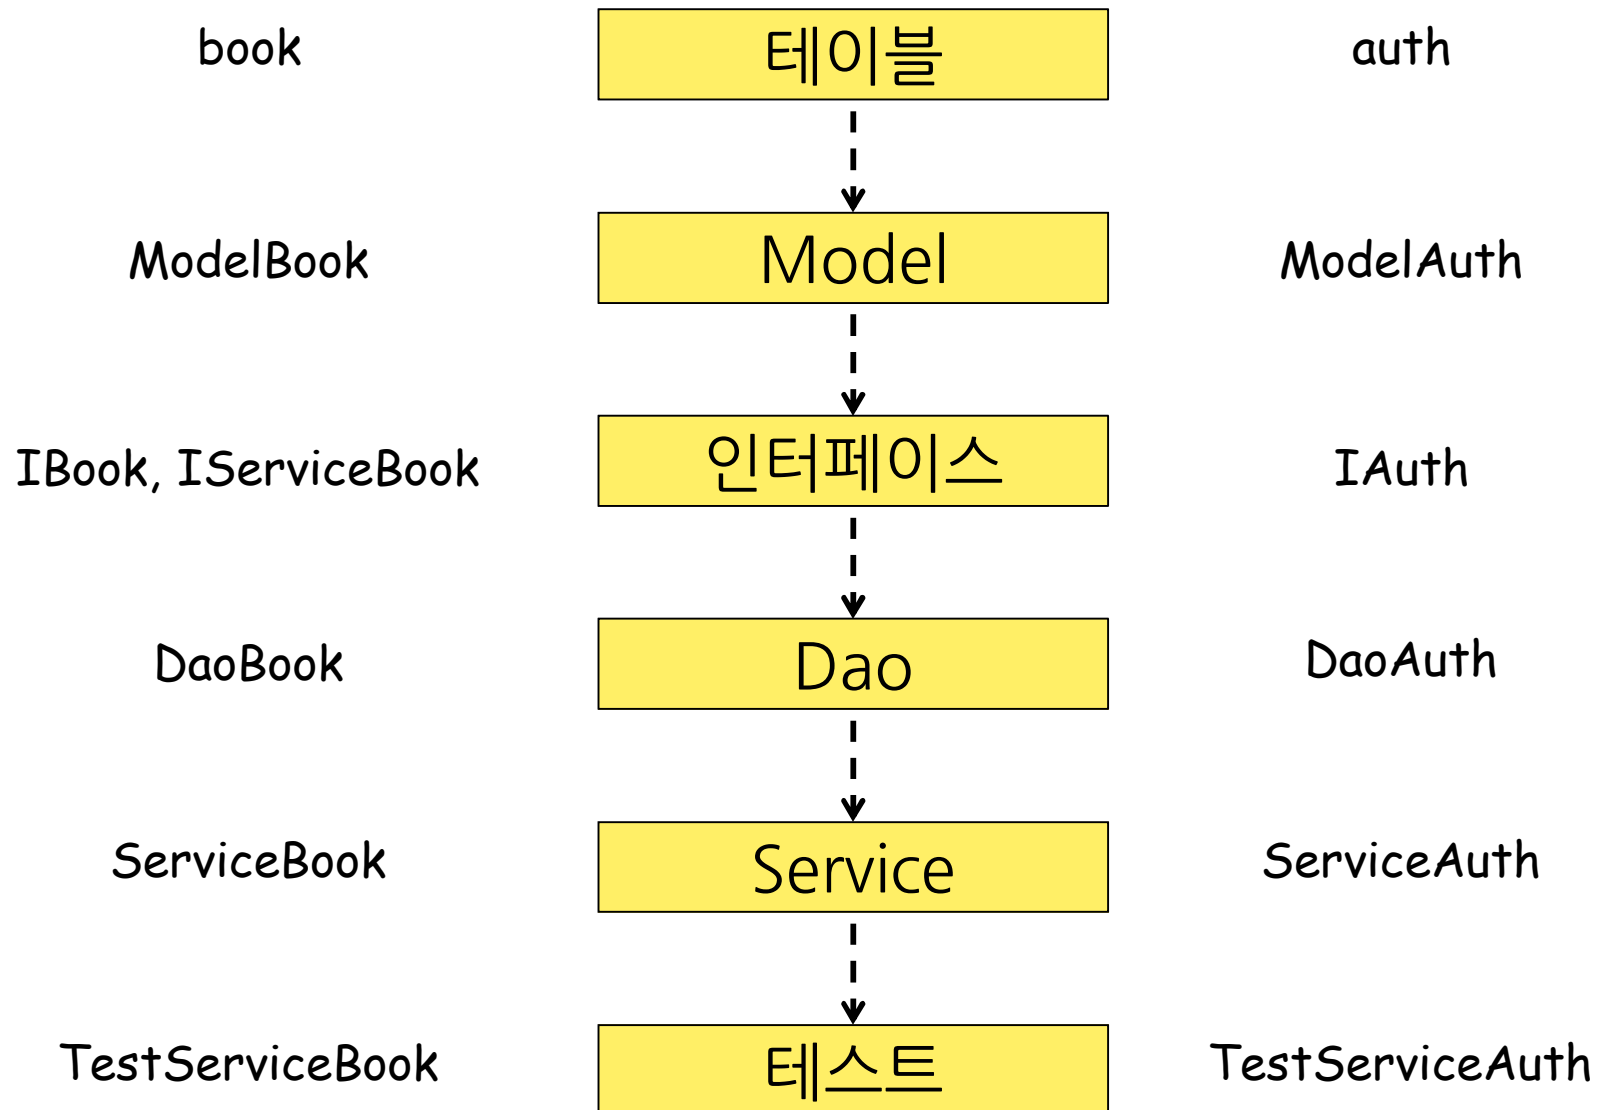 book 테이블 auth
ModelBook Model ModelAuth
IBook, IServiceBook 인터페이스 IAuth
DaoBook Dao DaoAuth
ServiceBook Service ServiceAuth
TestServiceBook 테스트 TestServiceAuth